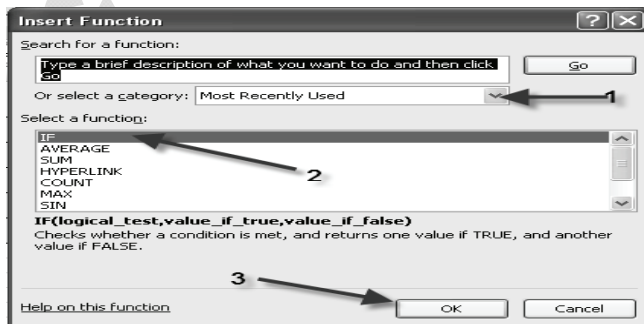 Insert Function
Search for a function:
Type a brief description of what you want to do and then click
Go
Go
Or select a category: Most Recently Used
1
Select a function:
IF
AVERAGE
SUM
HYPERLINK
COUNT
MAX
SIN
2
IF(logical_test,value_if_true,value_if_false)
Checks whether a condition is met, and returns one value if TRUE, and another
value if FALSE.
3
Help on this function
OK
Cancel